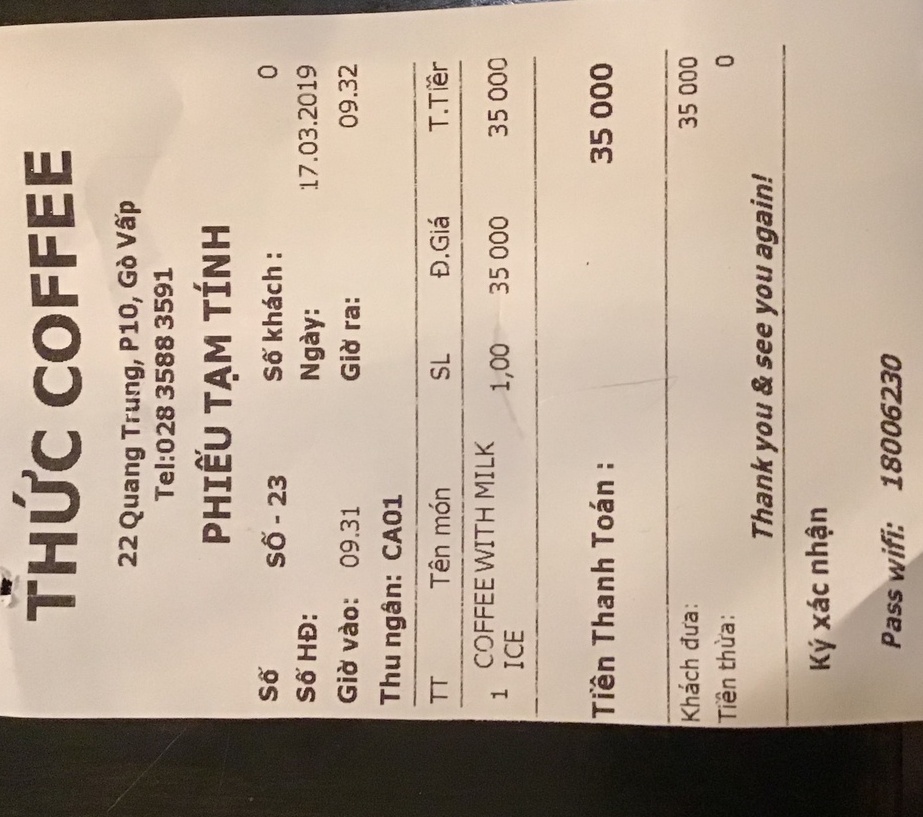 THỨC COFFEE
22 Quang Trung, P10, Gò Vấp
Tel:028 3588 3591
PHIẾU TẠM TÍNH
Số SỐ - 23 Số khách: 0
Số HĐ: Ngày: 17.03.2019
Giờ vào: 09.31 Giờ ra: 09.32
Thu ngân: CA01
TT Tên món SL Đ.Giá T.Tiền
1 COFFEE WITH MILK 1,00 35 000 35 000
ICE
Tiền Thanh Toán : 35 000
Khách đưa: 35 000
Tiền thừa: 0
Thank you & see you again!
Ký xác nhận
Pass wifi: 18006230